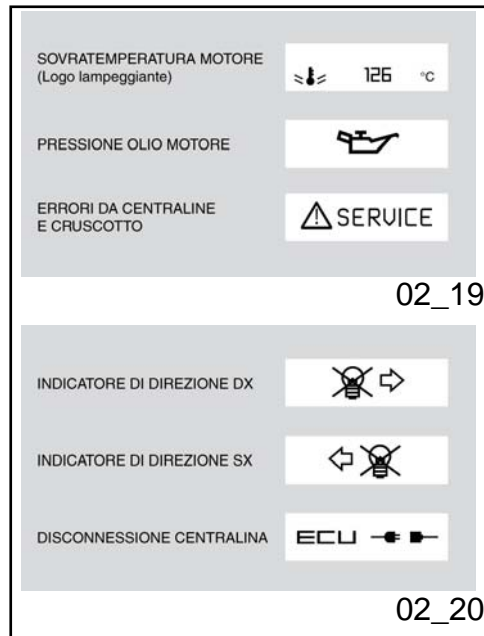 SOVRATEMPERATURA MOTORE
(Logo lampeggiante)
126 °C
PRESSIONE OLIO MOTORE
ERRORI DA CENTRALINE
E CRUSCOTTO
SERVICE
02_19
INDICATORE DI DIREZIONE DX
INDICATORE DI DIREZIONE SX
DISCONNESSIONE CENTRALINA
ECU
02_20